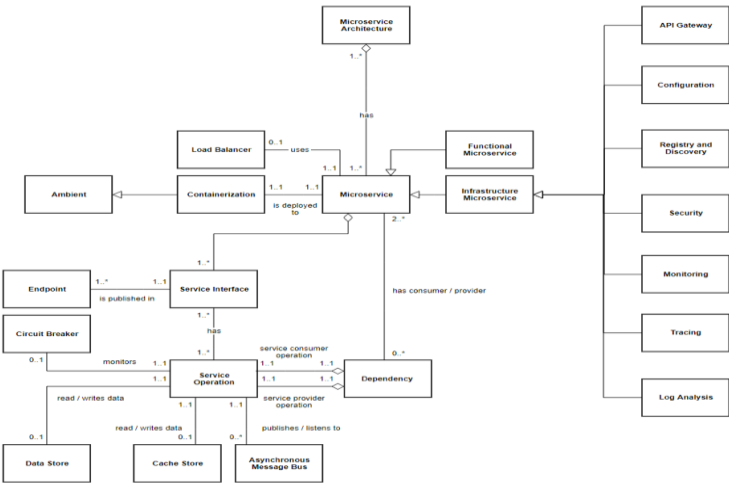 Microservice
Architecture
1..*
has
API Gateway
Configuration
Load Balancer
0..1
uses
1..1
1..*
Functional
Microservice
Registry and
Discovery
Ambient
Containerization
1..1
1..1
is deployed
to
Microservice
Infrastructure
Microservice
2..*
Security
1..*
Endpoint
1..*
1..1
is published in
Service Interface
has consumer / provider
Monitoring
1..*
has
1..*
Circuit Breaker
0..1
monitors
1..1
service consumer
operation
1..1
1..1
0..*
Tracing
Service
Operation
Dependency
1..1
1..1
1..1
service provider
operation
read / writes data
1..1
1..1
Log Analysis
read / writes data
publishes / listens to
0..1
0..1
0..*
Data Store
Cache Store
Asynchronous
Message Bus